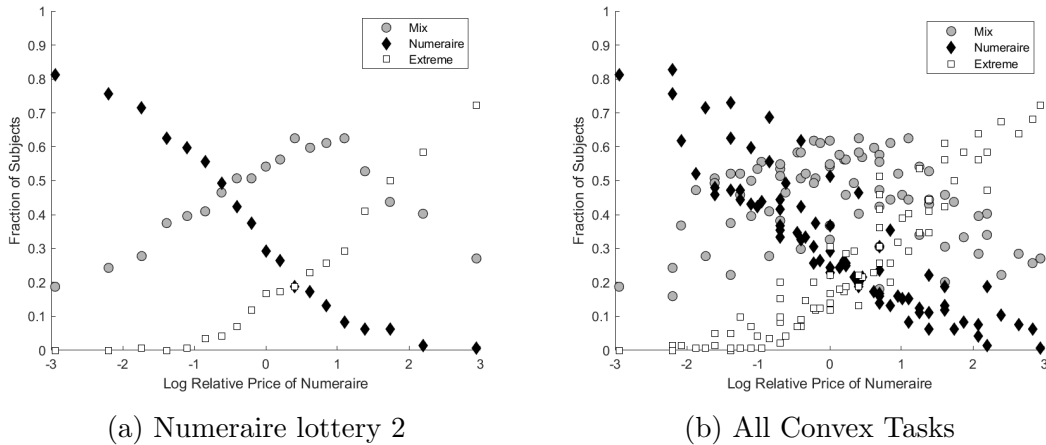 1
0.9
0.8
0.7
0.6
0.5
0.4
0.3
0.2
0.1
0
Fraction of Subjects
Mix
Numeraire
Extreme
-3 -2 -1 0 1 2 3
Log Relative Price of Numeraire
(a) Numeraire lottery 2
1
0.9
0.8
0.7
0.6
0.5
0.4
0.3
0.2
0.1
0
Fraction of Subjects
Mix
Numeraire
Extreme
-3 -2 -1 0 1 2 3
Log Relative Price of Numeraire
(b) All Convex Tasks